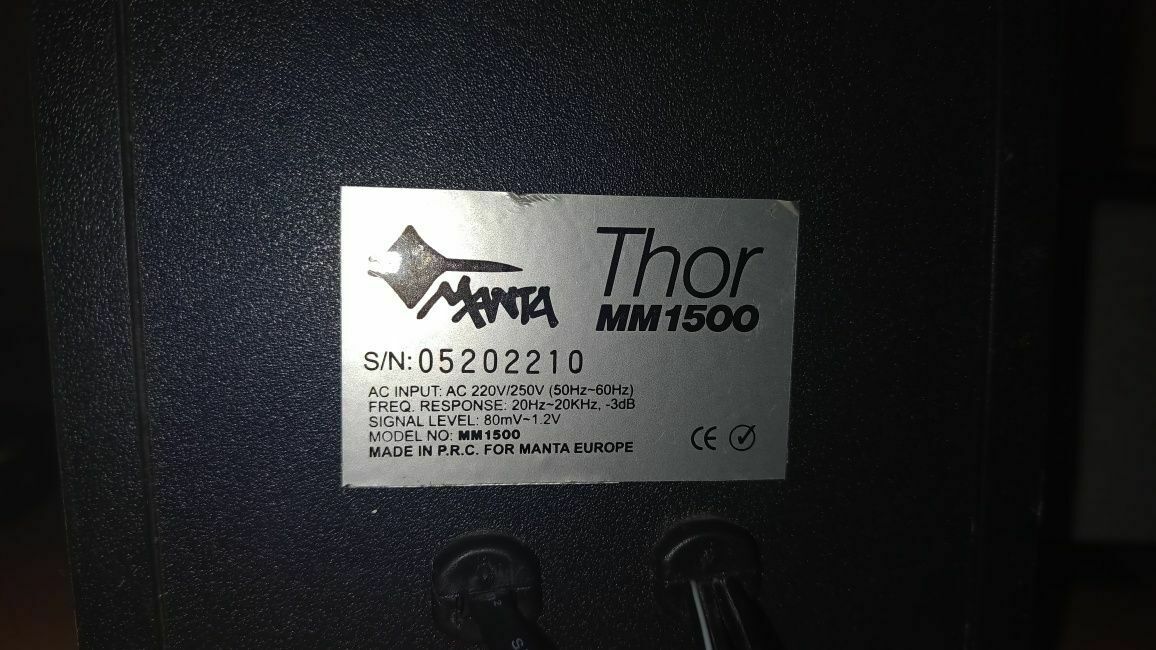 MANTA
Thor
MM1500
S/N: 05202210
AC INPUT: AC 220V/250V (50Hz~60Hz)
FREQ. RESPONSE: 20Hz~20KHz, -3dB
SIGNAL LEVEL: 80mV~1.2V
MODEL NO: MM1500
MADE IN P.R.C. FOR MANTA EUROPE
CE